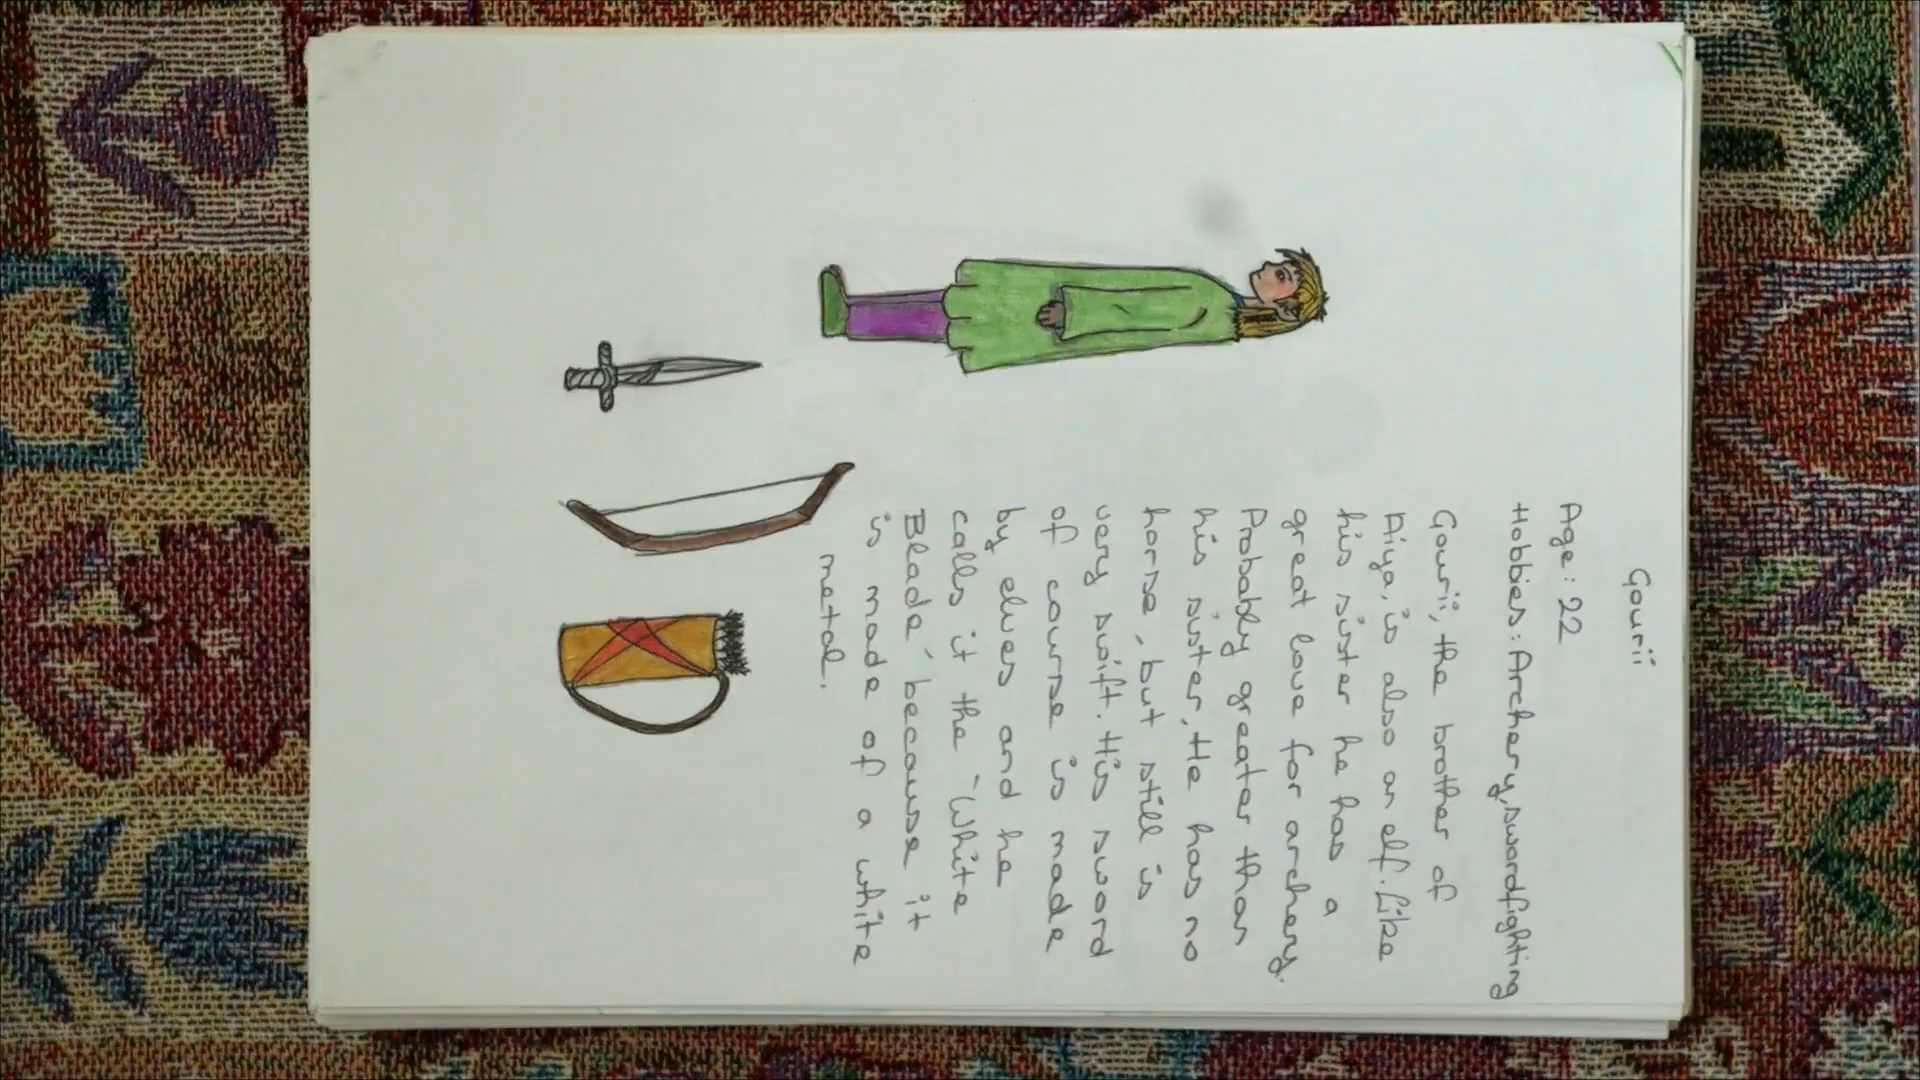 Gourii
Age: 22
Hobbies: Archery, swordfighting
Gourii, the brother of
Aiya, is also an elf. Like
his sister he has a
great love for archery.
Probably greater than
his sister. He has no
horse, but still is
very swift. His sword
of course is made
by elves and he
calls it the "White
Blade" because it
is made of a white
metal.